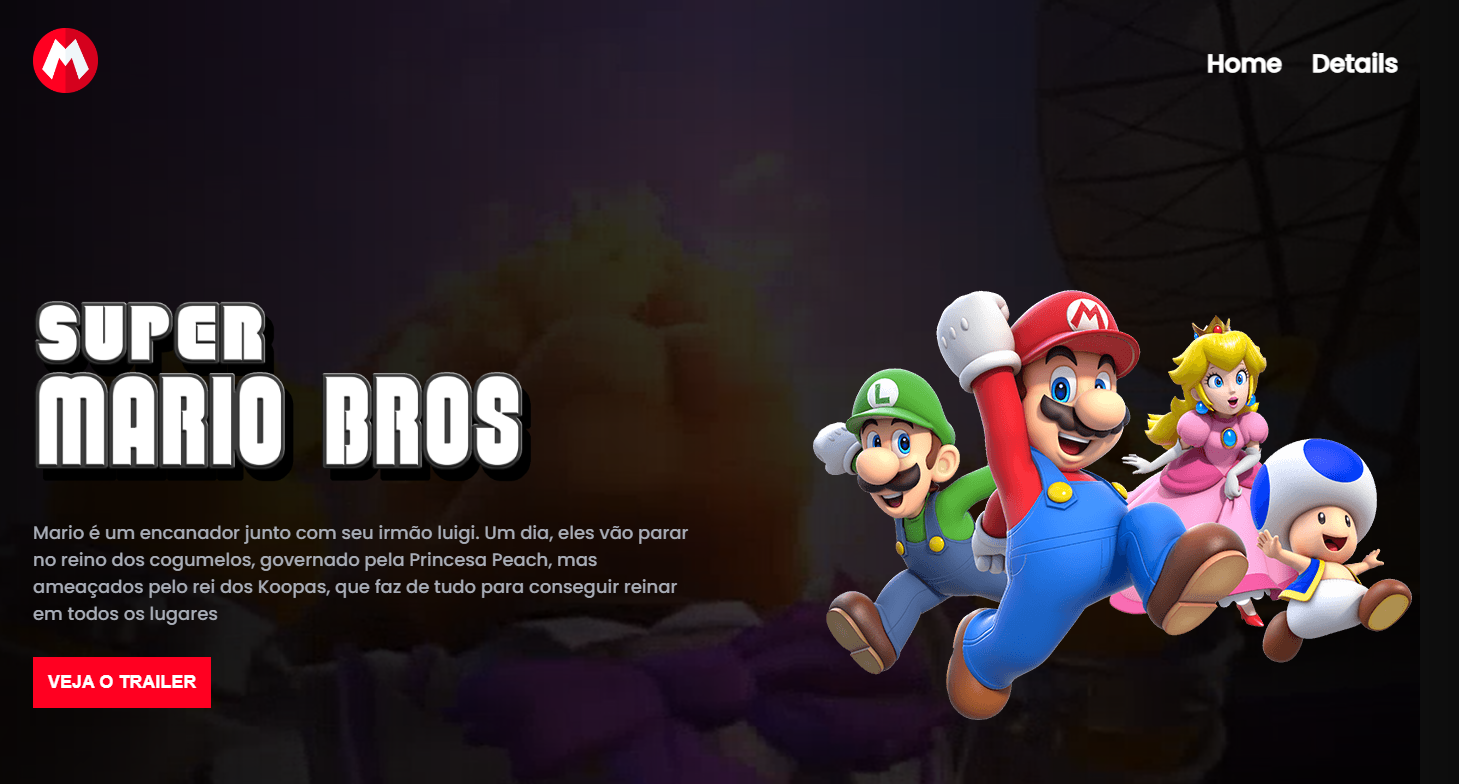 M
Home Details
SUPER
MARIO BROS
L
M
Mario é um encanador junto com seu irmão luigi. Um dia, eles vão parar
no reino dos cogumelos, governado pela Princesa Peach, mas
ameaçados pelo rei dos Koopas, que faz de tudo para conseguir reinar
em todos os lugares
VEJA O TRAILER